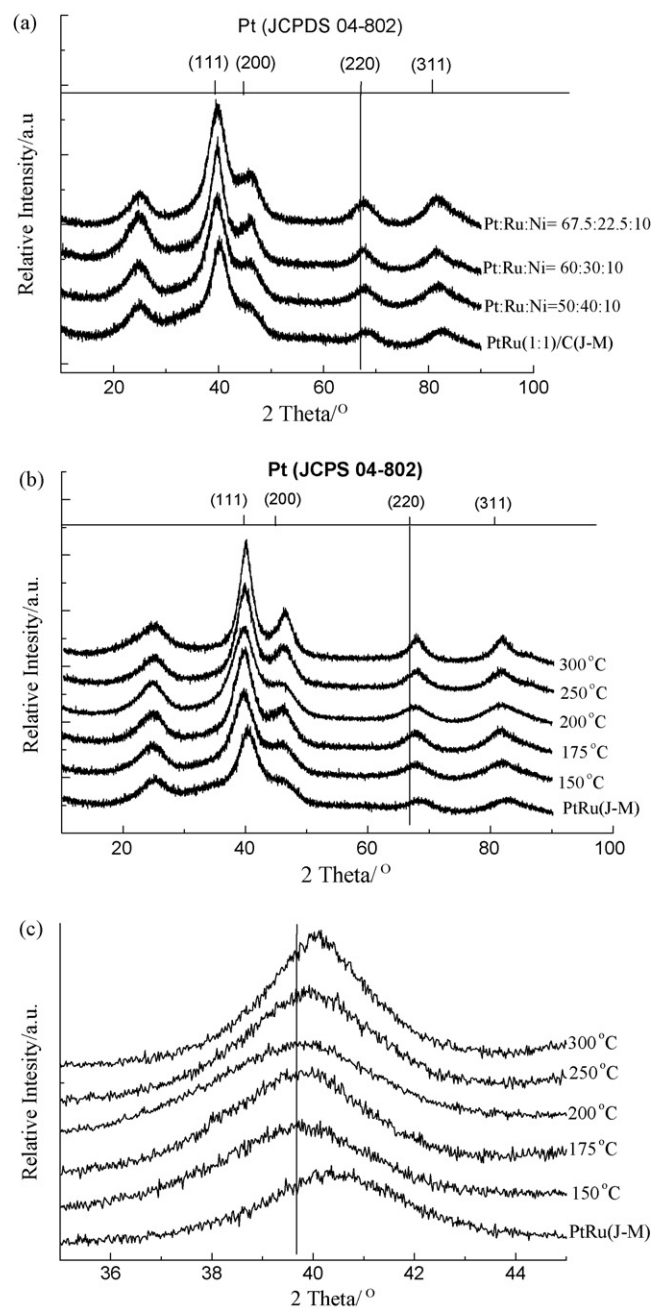 (a)
Pt (JCPDS 04-802)
(111) (200) (220) (311)
Relative Intensity/a.u
Pt:Ru:Ni= 67.5:22.5:10
Pt:Ru:Ni= 60:30:10
Pt:Ru:Ni=50:40:10
PtRu(1:1)/C(J-M)
20 40 60 80 100
2 Theta/O
(b)
Pt (JCPS 04-802)
(111) (200) (220) (311)
Relative Intesity/a.u.
300°C
250°C
200°C
175°C
150°C
PtRu(J-M)
20 40 60 80 100
2 Theta/O
(c)
Relative Intesity/a.u.
300°C
250°C
200°C
175°C
150°C
PtRu(J-M)
36 38 40 42 44
2 Theta/O